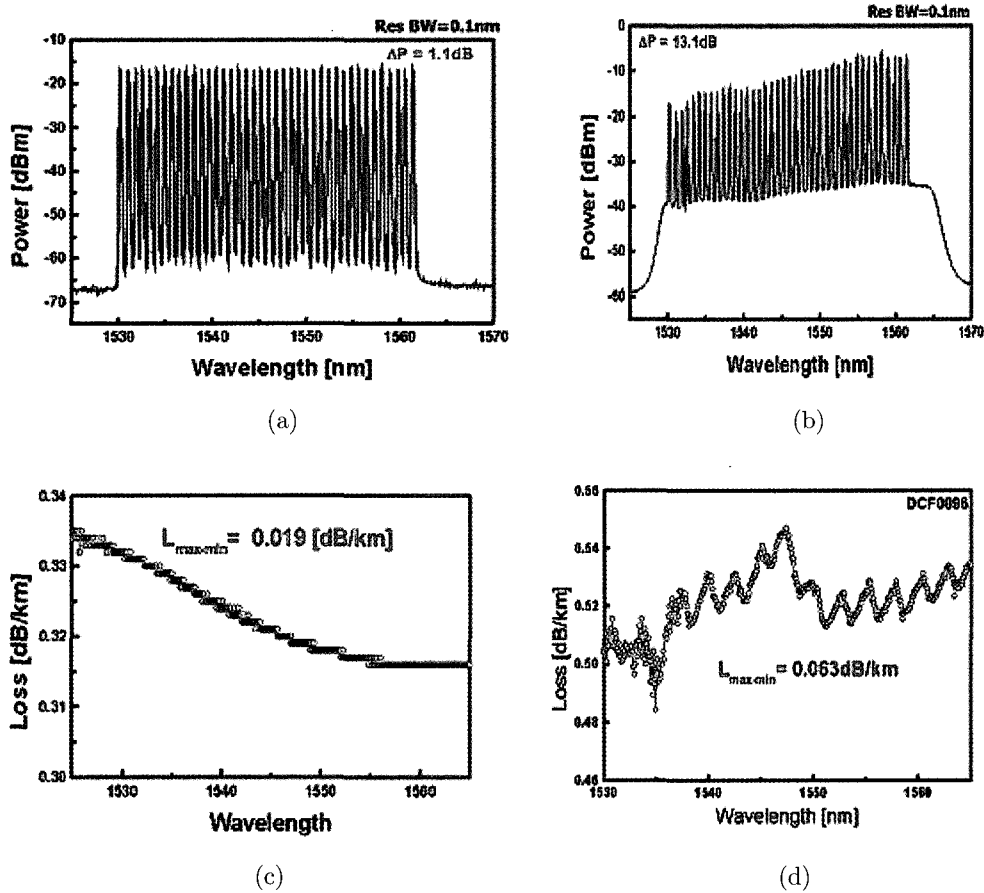 Res BW=0.1nm
ΔP = 1.1dB
-10
-20
-30
-40
-50
-60
-70
Power [dBm]
1530 1540 1550 1560 1570
Wavelength [nm]
(a)
Res BW=0.1nm
ΔP = 13.1dB
0
-10
-20
-30
-40
-50
-60
Power [dBm]
1530 1540 1550 1560 1570
Wavelength [nm]
(b)
0.34
0.33
0.32
0.31
0.30
Loss [dB/km]
Lmax-min = 0.019 [dB/km]
1530 1540 1550 1560
Wavelength
(c)
DCF0096
0.56
0.54
0.52
0.50
0.48
0.46
Loss [dB/km]
Lmax-min = 0.063dB/km
1530 1540 1550 1560
Wavelength [nm]
(d)